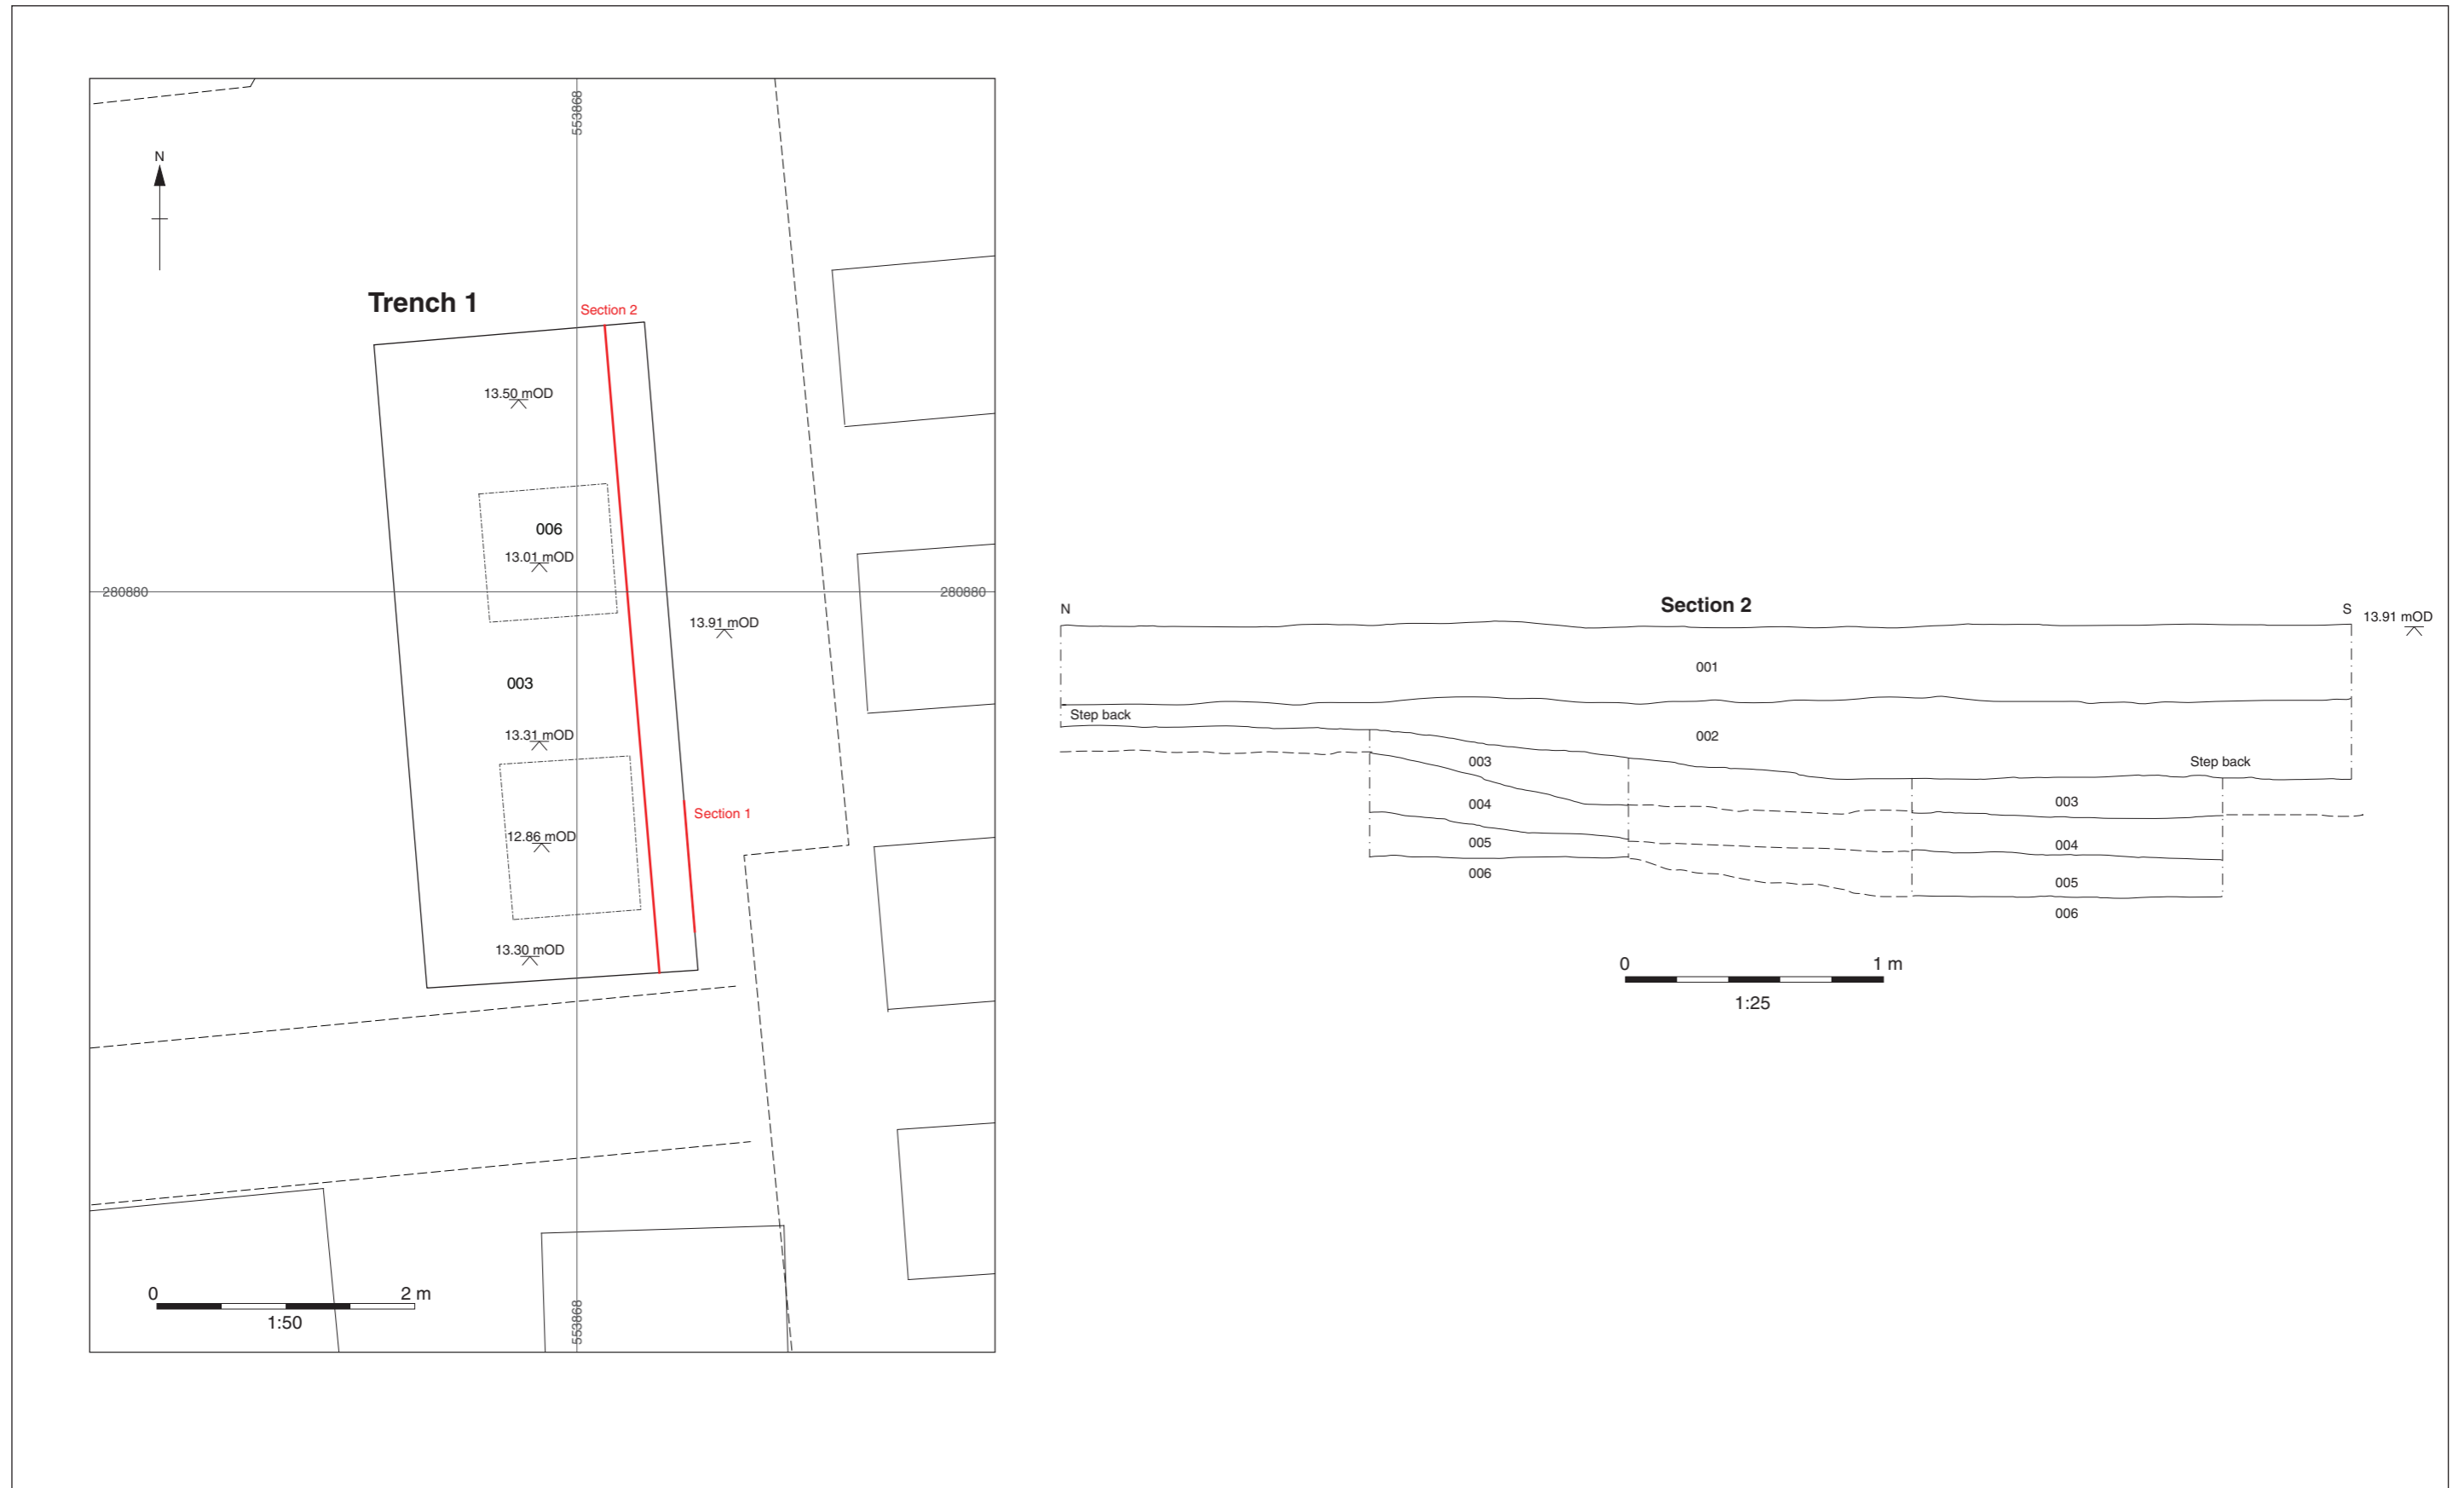 553868
N
Trench 1
Section 2
13.50 mOD
006
13.01 mOD
280880
280880
13.91 mOD
003
13.31 mOD
Section 1
12.86 mOD
13.30 mOD
0 2 m
1:50
553868
Section 2
N
S
13.91 mOD
001
Step back
002
003
Step back
004
003
005
004
006
005
006
0 1 m
1:25